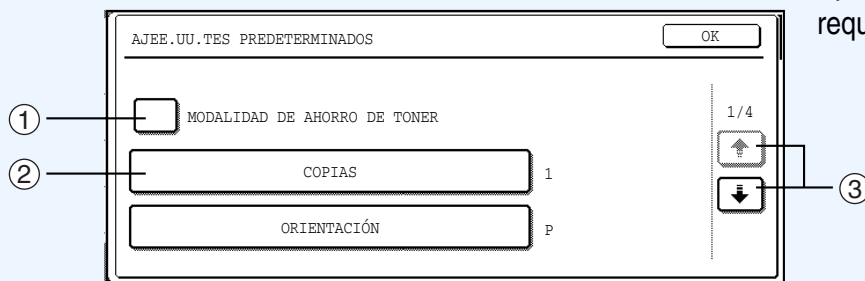 AJEE.UU.TES PREDETERMINADOS OK
requ
1 MODALIDAD DE AHORRO DE TONER 1/4
2 COPIAS 1
3
ORIENTACIÓN P